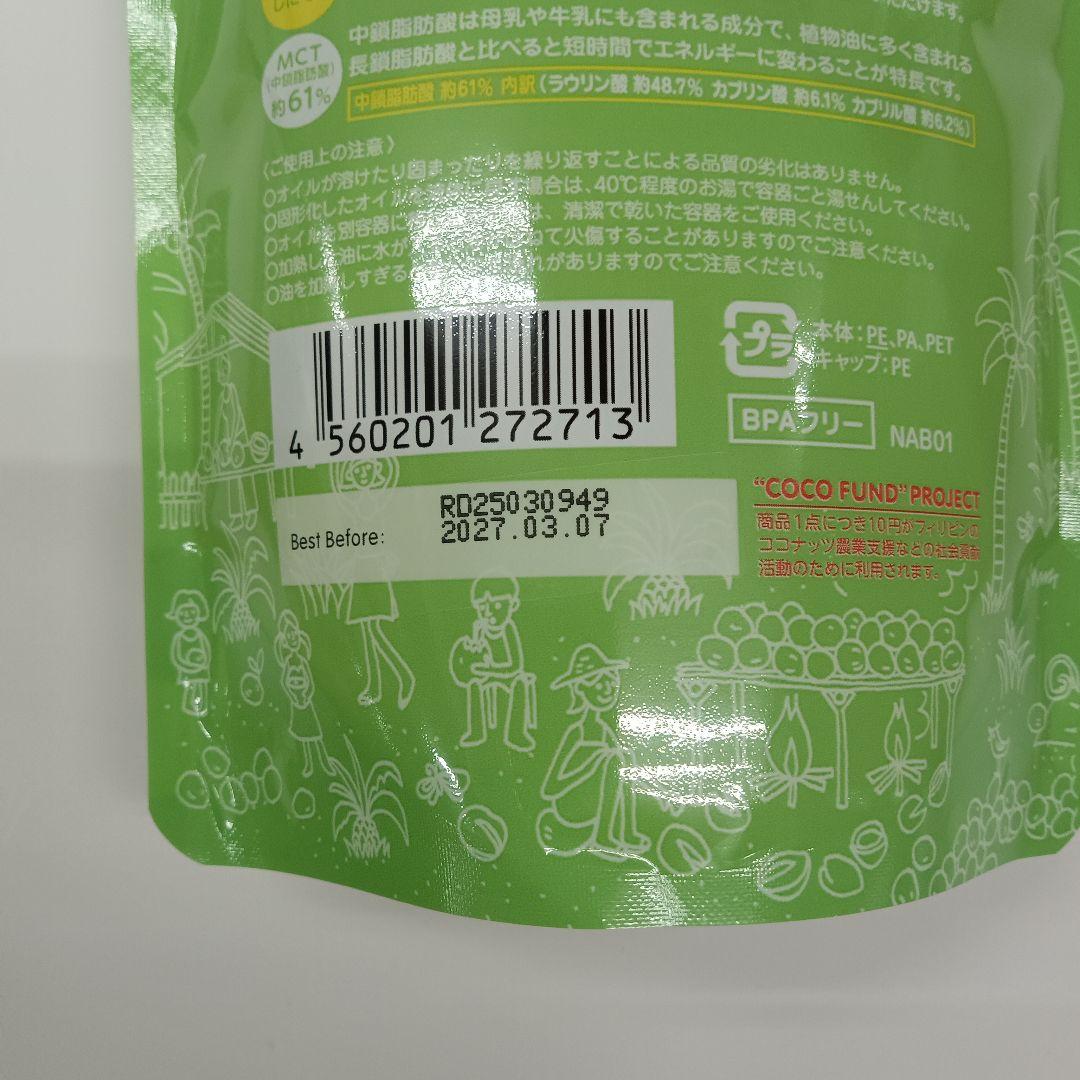 ただけます。
中鎖脂肪酸は母乳や牛乳にも含まれる成分で、植物油に多く含まれる
長鎖脂肪酸と比べると短時間でエネルギーに変わることが特長です。
MCT
(中鎖脂肪酸)
約61%
中鎖脂肪酸 約61% 内訳(ラウリン酸 約48.7% カプリン酸 約6.1% カプリル酸 約6.2%)
〈ご使用上の注意〉
○オイルが溶けたり固まったりを繰り返すことによる品質の劣化はありません。
○固形化したオイル 場合は、40℃程度のお湯で容器ごと湯せんしてください。
○オイルを別容器に は、清潔で乾いた容器をご使用ください。
○加熱した油に水が ねて火傷することがありますのでご注意ください。
○油を加熱しすぎる れがありますのでご注意ください。
4 560201 272713
プラ
本体:PE、PA、PET
キャップ:PE
BPAフリー
NAB01
Best Before:
RD25030949
2027.03.07
"COCO FUND" PROJECT
商品1点につき10円がフィリピンの
ココナッツ農業支援などの社会貢献
活動のために利用されます。